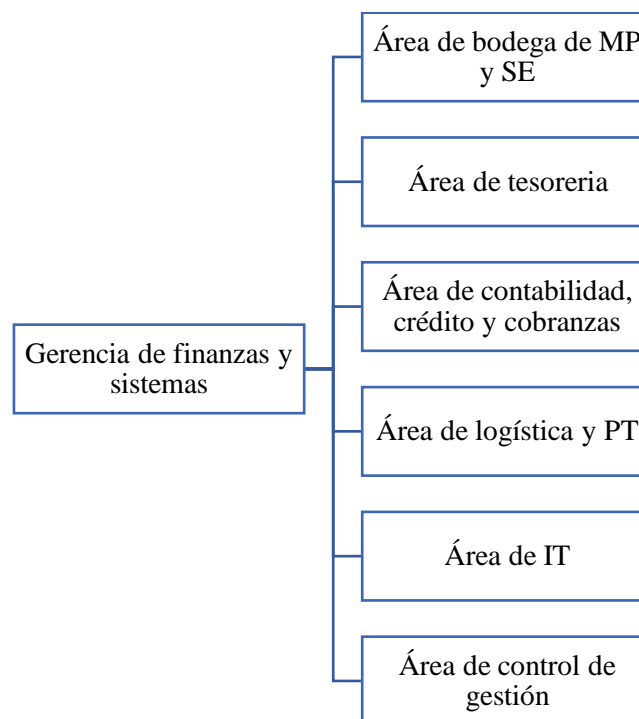 Área de bodega de MP
y SE
Área de tesoreria
Área de contabilidad,
crédito y cobranzas
Gerencia de finanzas y
sistemas
Área de logística y PT
Área de IT
Área de control de
gestión